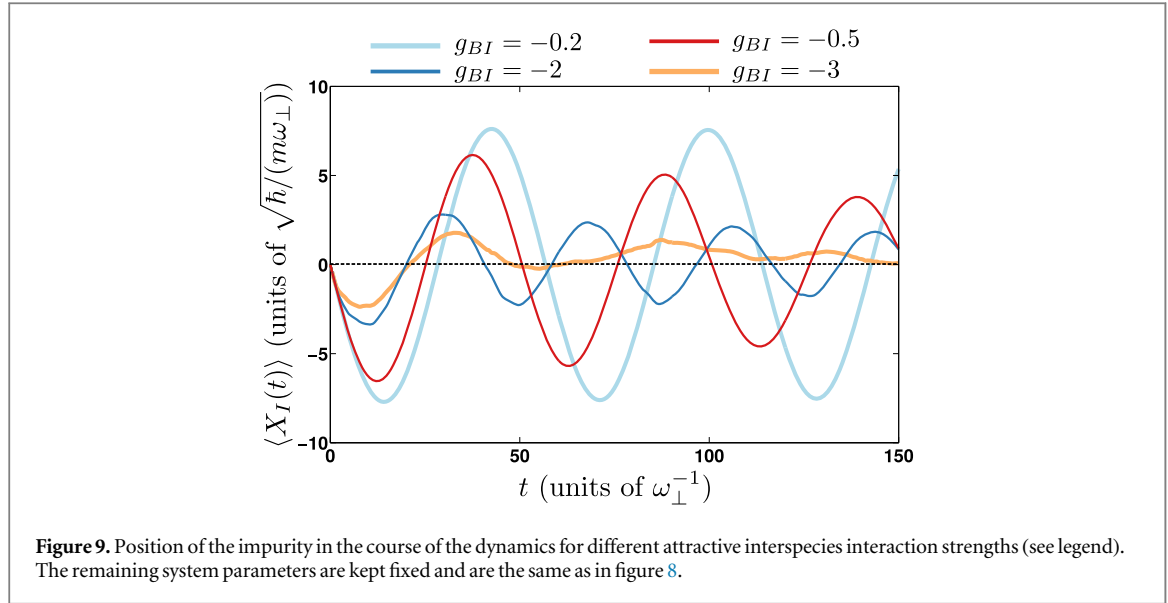 g_{BI} = −0.2 g_{BI} = −0.5
g_{BI} = −2 g_{BI} = −3
⟨X_I(t)⟩ (units of √ħ/(mω_⊥))
10
5
0
−5
−10
0 50 100 150
t (units of ω_⊥^{−1})
Figure 9. Position of the impurity in the course of the dynamics for different attractive interspecies interaction strengths (see legend).
The remaining system parameters are kept fixed and are the same as in figure 8.